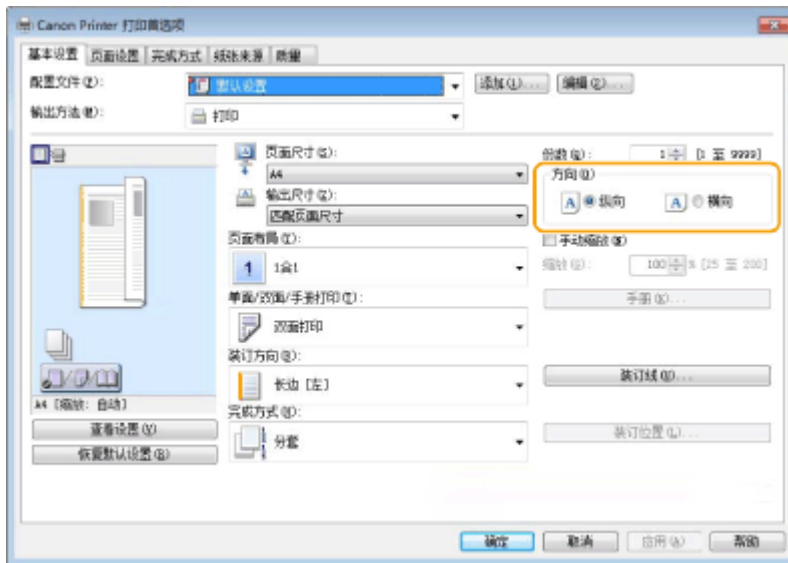 Canon Printer 打印首选项
基本设置 页面设置 完成方式 纸张来源 质量
配置文件(F): 默认设置 添加(1)... 编辑(2)...
输出方法(M): 打印
页面尺寸(S): 份数(Q): 1 [1 至 9999]
A4 方向(O)
输出尺寸(Z): A 纵向 A 横向
匹配页面尺寸
页面布局(T): 手动缩放(N)
1 1合1 缩放(G): 100 % [25 至 200]
单面/双面/手册打印(T): 手册(K)...
双面打印
装订方向(B):
长边 [左] 装订线(U)...
A4 [缩放: 自动] 完成方式(H):
查看设置(V) 分套 装订位置(L)...
恢复默认设置(R)
确定 取消 应用(A) 帮助